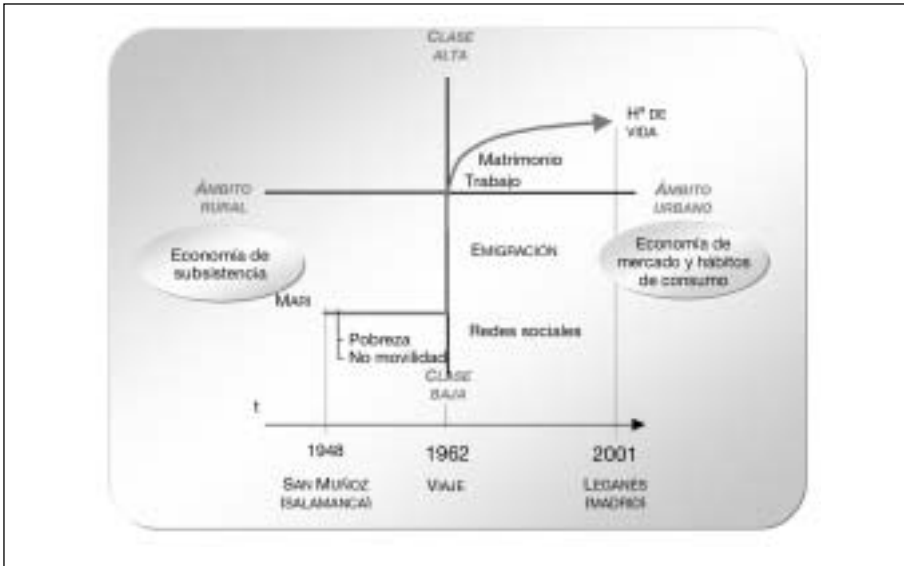 CLASE
ALTA
Hª DE
VIDA
Matrimonio
Trabajo
ÁMBITO
RURAL
ÁMBITO
URBANO
Economía de
subsistencia
EMIGRACIÓN
Economía de
mercado y hábitos
de consumo
MARI
Pobreza
No movilidad
Redes sociales
CLASE
BAJA
t
1948
1962
2001
SAN MUÑOZ
(SALAMANCA)
VIAJE
LEGANÉS
(MADRID)